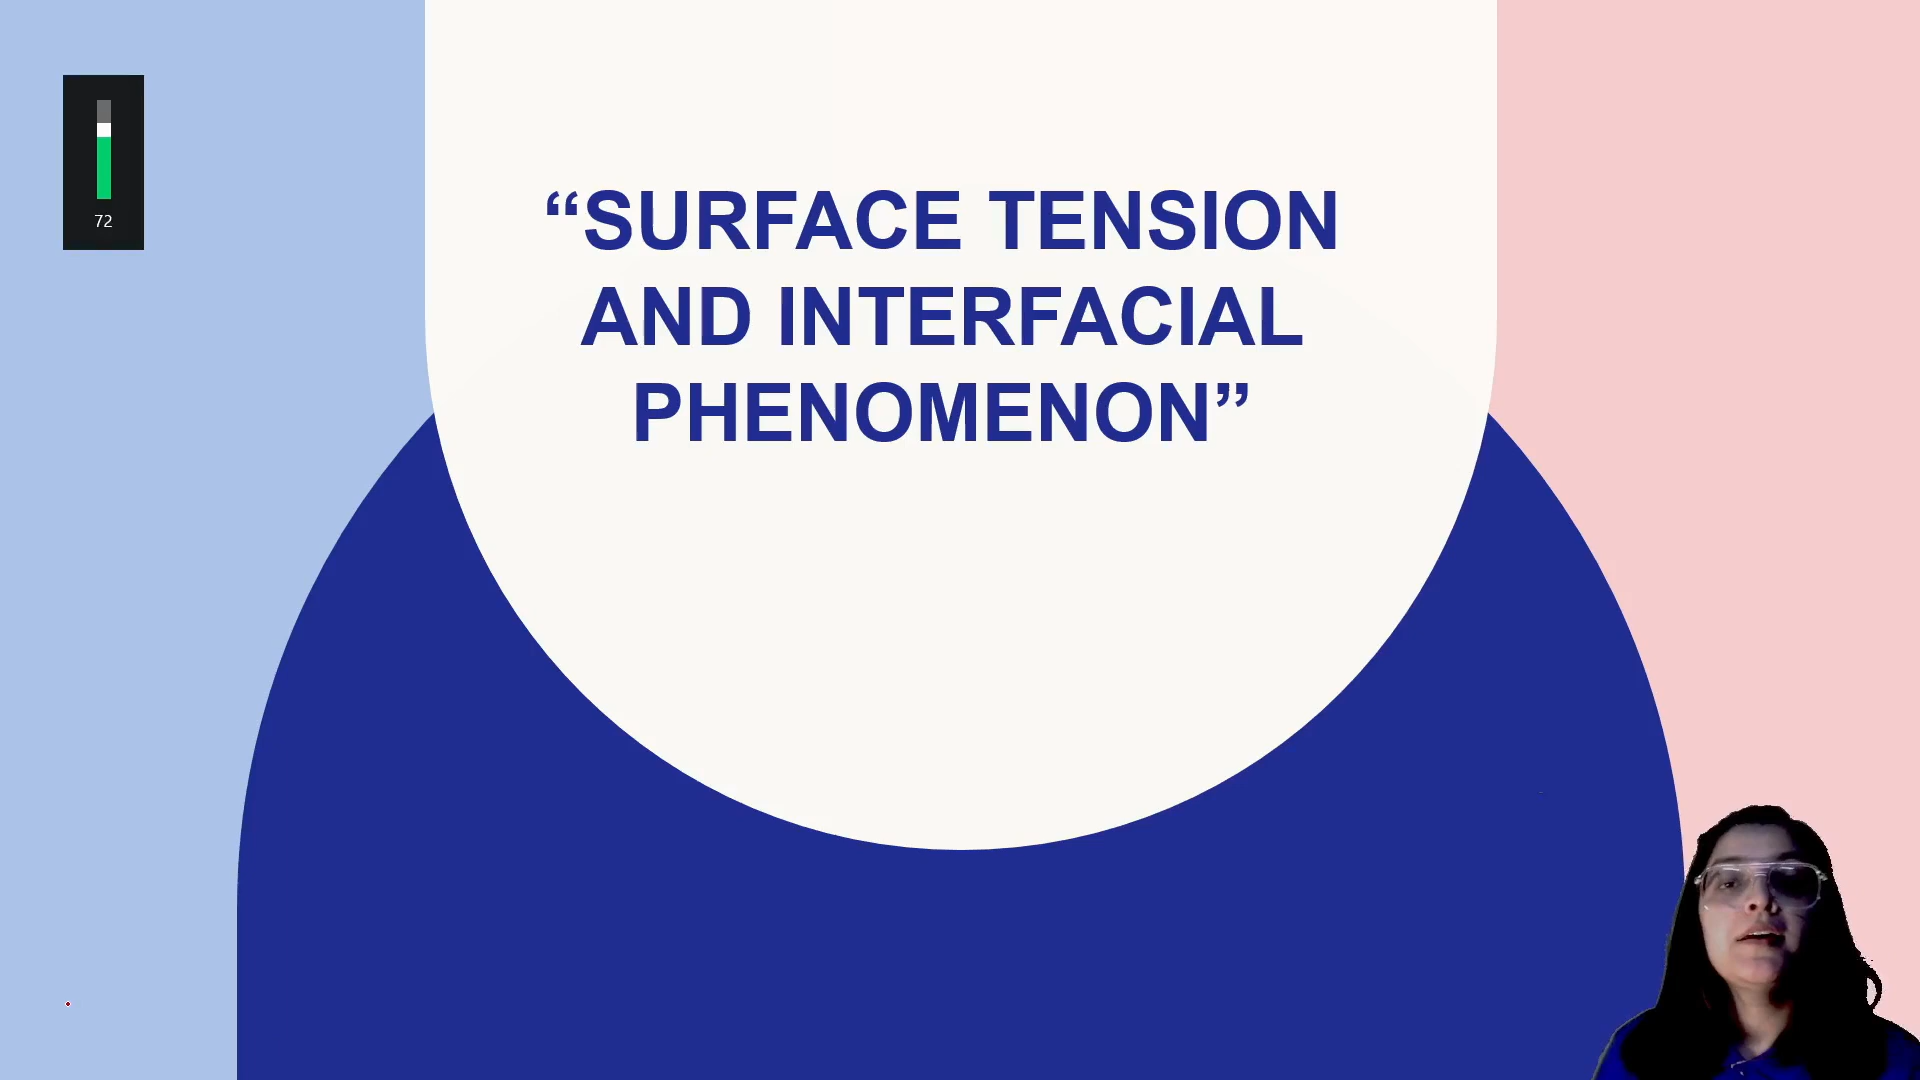 72
“SURFACE TENSION
AND INTERFACIAL
PHENOMENON”